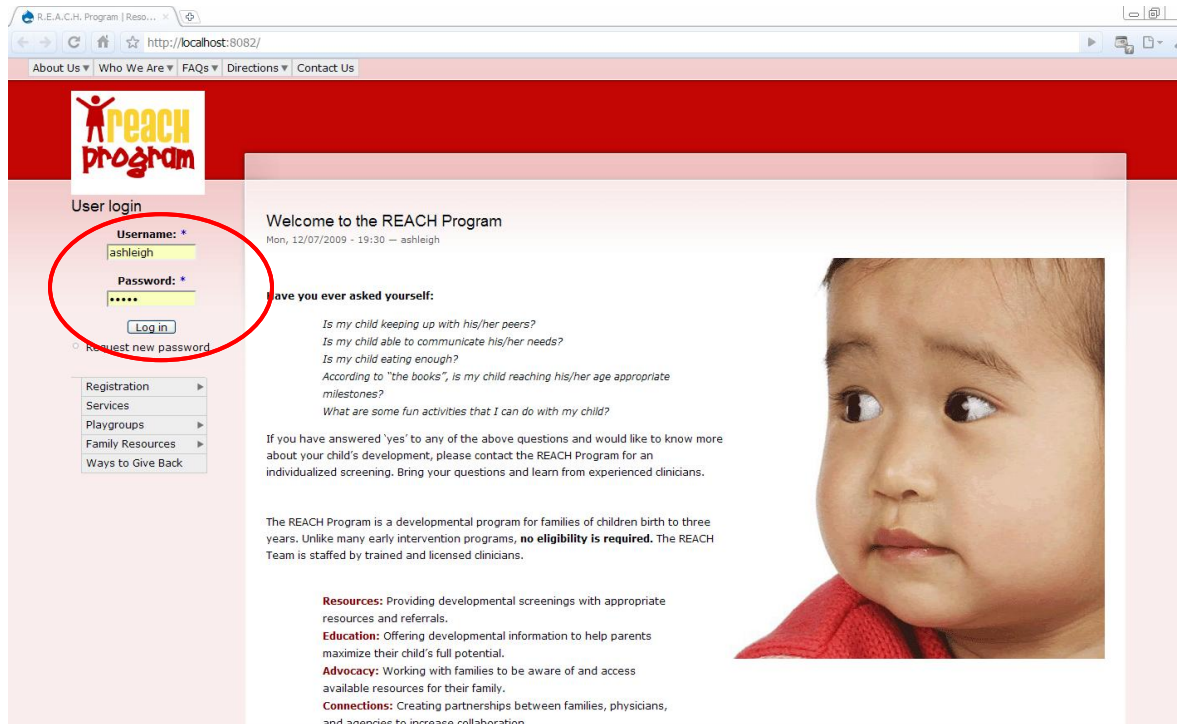 R.E.A.C.H. Program | Reso...
http://localhost:8082/
About Us Who We Are FAQs Directions Contact Us
reach
program
User login
Username: *
ashleigh
Password: *
•••••
Log in
Request new password
Registration
Services
Playgroups
Family Resources
Ways to Give Back
Welcome to the REACH Program
Mon, 12/07/2009 - 19:30 — ashleigh
Have you ever asked yourself:
Is my child keeping up with his/her peers?
Is my child able to communicate his/her needs?
Is my child eating enough?
According to "the books", is my child reaching his/her age appropriate
milestones?
What are some fun activities that I can do with my child?
If you have answered 'yes' to any of the above questions and would like to know more
about your child's development, please contact the REACH Program for an
individualized screening. Bring your questions and learn from experienced clinicians.
The REACH Program is a developmental program for families of children birth to three
years. Unlike many early intervention programs, no eligibility is required. The REACH
Team is staffed by trained and licensed clinicians.
Resources: Providing developmental screenings with appropriate
resources and referrals.
Education: Offering developmental information to help parents
maximize their child's full potential.
Advocacy: Working with families to be aware of and access
available resources for their family.
Connections: Creating partnerships between families, physicians,
and agencies to increase collaboration